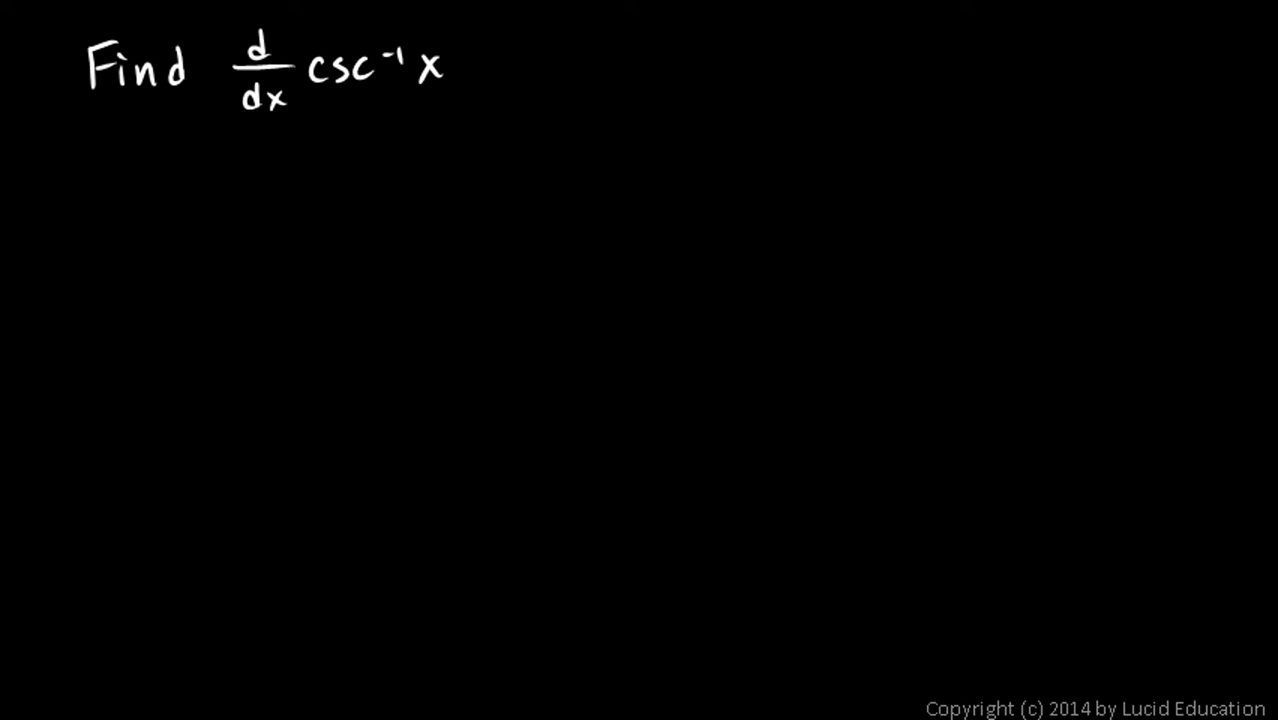 Find d/dx csc⁻¹ x
Copyright (c) 2014 by Lucid Education